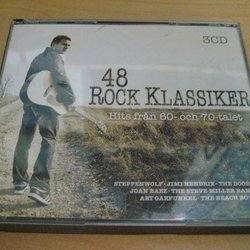 3CD
48
ROCK KLASSIKER
Hits från 60- och 70-talet
STEPPENWOLF · JIMI HENDRIX · THE DOORS
JOAN BAEZ · THE STEVE MILLER BAND
ART GARFUNKEL · THE BEACH BOYS